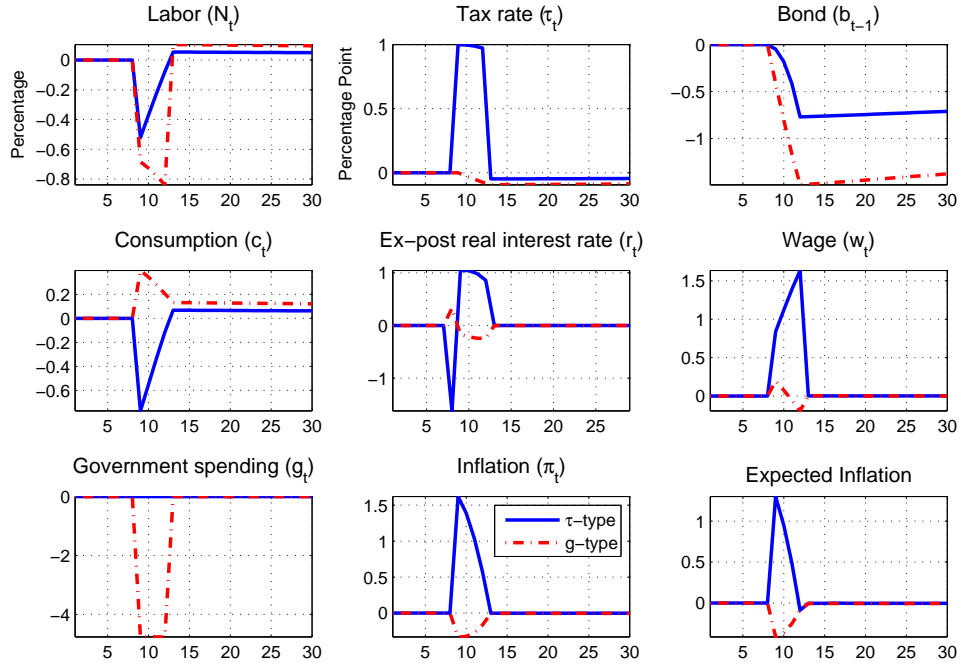 Labor (N_t)
Tax rate (τ_t)
Bond (b_{t−1})
Percentage
0
−0.2
−0.4
−0.6
−0.8
5 10 15 20 25 30
Percentage Point
1
0.5
0
5 10 15 20 25 30
0
−0.5
−1
5 10 15 20 25 30
Consumption (c_t)
Ex−post real interest rate (r_t)
Wage (w_t)
0.2
0
−0.2
−0.4
−0.6
5 10 15 20 25 30
1
0
−1
5 10 15 20 25
1.5
1
0.5
0
5 10 15 20 25 30
Government spending (g_t)
Inflation (π_t)
Expected Inflation
0
−2
−4
5 10 15 20 25 30
1.5
1
0.5
0
τ−type
g−type
5 10 15 20 25 30
1
0.5
0
5 10 15 20 25 30